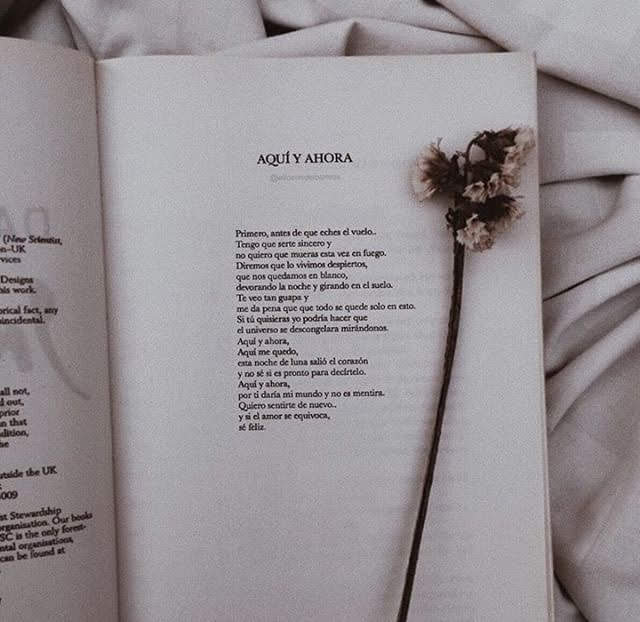 (New Scientist,
n–UK
vices
Designs
his work.
orical fact, any
oincidental.
all not,
d out,
prior
n that
dition,
he
utside the UK
009
st Stewardship
rganisation. Our books
SC is the only forest-
ntal organisations,
can be found at
AQUÍ Y AHORA
Primero, antes de que eches el vuelo..
Tengo que serte sincero y
no quiero que mueras esta vez en fuego.
Diremos que lo vivimos despiertos,
que nos quedamos en blanco,
devorando la noche y girando en el suelo.
Te veo tan guapa y
me da pena que que todo se quede solo en esto.
Si tú quisieras yo podría hacer que
el universo se descongelara mirándonos.
Aquí y ahora,
Aquí me quedo,
esta noche de luna salió el corazón
y no sé si es pronto para decírtelo.
Aquí y ahora,
por ti daría mi mundo y no es mentira.
Quiero sentirte de nuevo..
y si el amor se equivoca,
sé feliz.